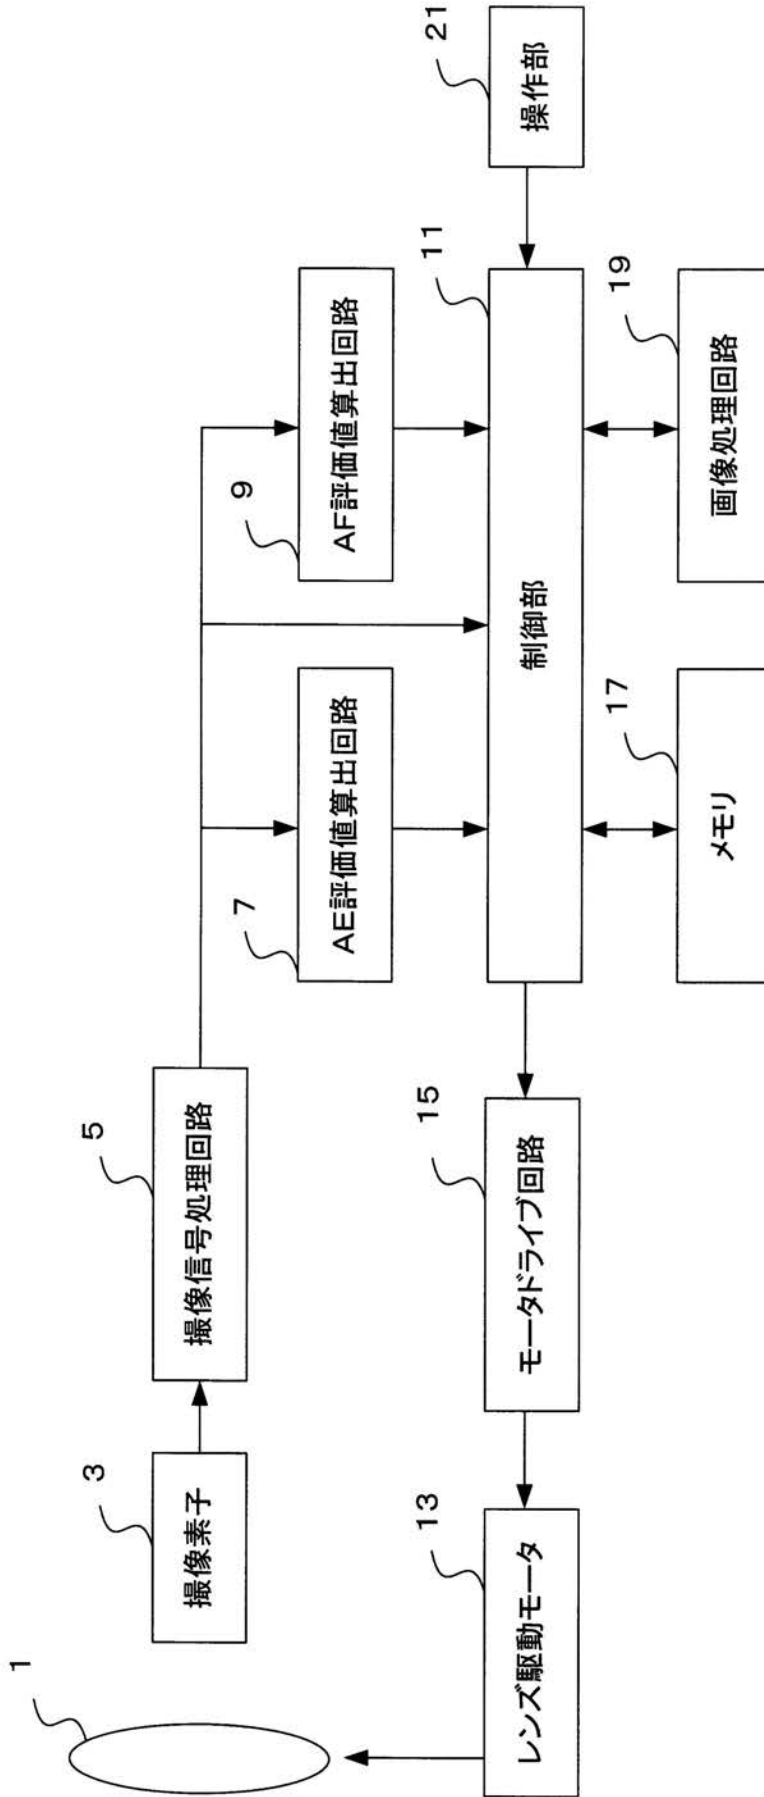 1
3
撮像素子
5
撮像信号処理回路
7
AE評価値算出回路
9
AF評価値算出回路
13
レンズ駆動モータ
15
モータドライブ回路
11
制御部
21
操作部
17
メモリ
19
画像処理回路